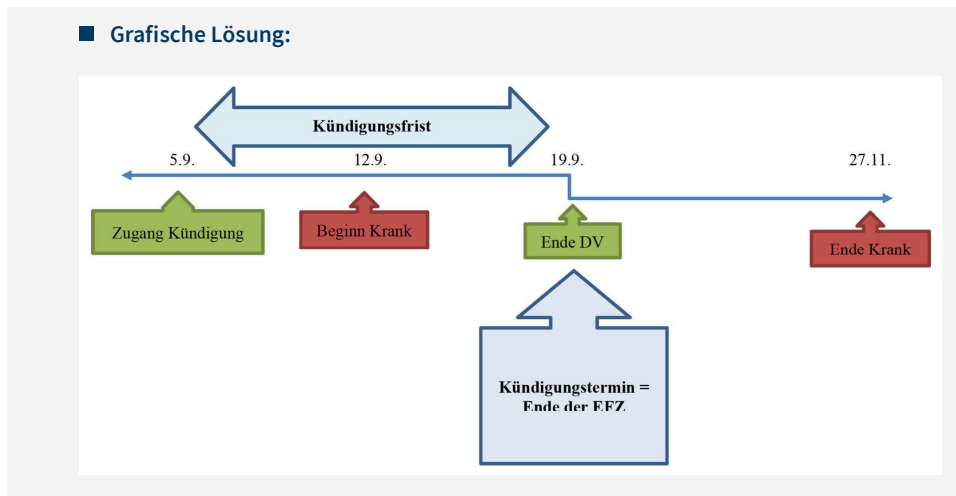 Grafische Lösung:
Kündigungsfrist
5.9. 12.9. 19.9. 27.11.
Zugang Kündigung Beginn Krank Ende DV Ende Krank
Kündigungstermin =
Ende der EFZ